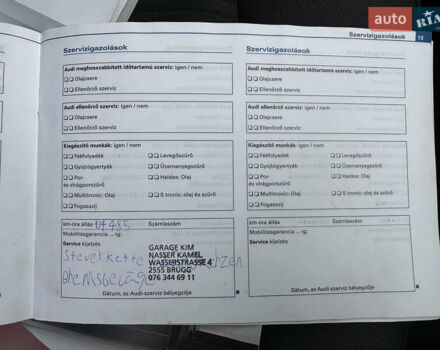 auto RIA
Szervizigazolások
19
Szervizigazolások
Szervizigazolások
Audi meghosszabbított időtartamú szerviz: igen / nem
Olajcsere
Ellenőrző szerviz
Audi ellenőrző szerviz: igen / nem
Olajcsere
Ellenőrző szerviz
Kiegészítő munkák: igen / nem
Fékfolyadék
Levegőszűrő
Gyújtógyertyák
Üzemanyagszűrő
Por-
és virágporszűrő
Haldex: Olaj
Multitronic: Olaj
S tronic: olaj és szűrő
Fogasszíj
km-óra állás
Számlaszám
Mobilitásgarancia ... -ig:
Service kijelzés
GARAGE KIM
NASSER KAMEL
WASSERSTRASSE 4
2555 BRÜGG
076 344 69 11
Steuerkette
Bremsbeläge
Dátum, az Audi-szerviz bélyegzője
Audi meghosszabbított időtartamú szerviz: igen / nem
Olajcsere
Ellenőrző szerviz
Audi ellenőrző szerviz: igen / nem
Olajcsere
Ellenőrző szerviz
Kiegészítő munkák: igen / nem
Fékfolyadék
Levegőszűrő
Gyújtógyertyák
Üzemanyagszűrő
Por-
és virágporszűrő
Haldex: Olaj
Multitronic: Olaj
S tronic: olaj és szűrő
Fogasszíj
km-óra állás
Számlaszám
Mobilitásgarancia ... -ig:
Service kijelzés
Dátum, az Audi-szerviz bélyegzője